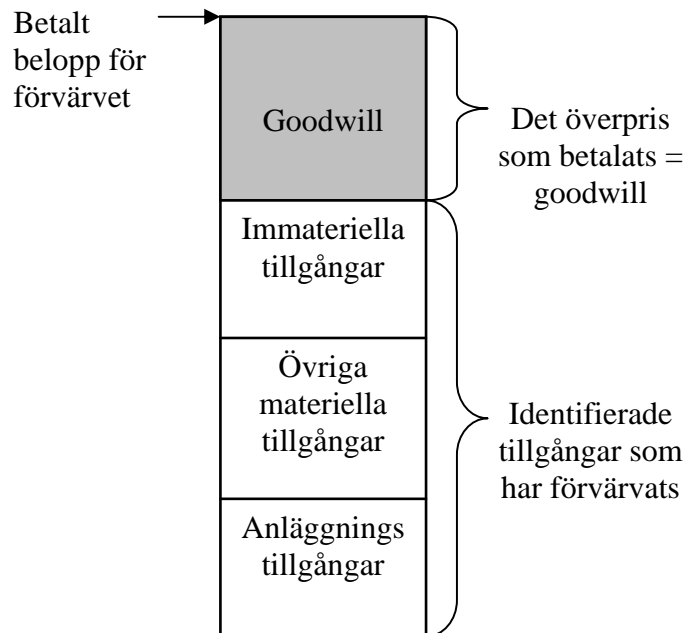 Betalt
belopp för
förvärvet
Goodwill
Det överpris
som betalats =
goodwill
Immateriella
tillgångar
Övriga
materiella
tillgångar
Identifierade
tillgångar som
har förvärvats
Anläggnings
tillgångar